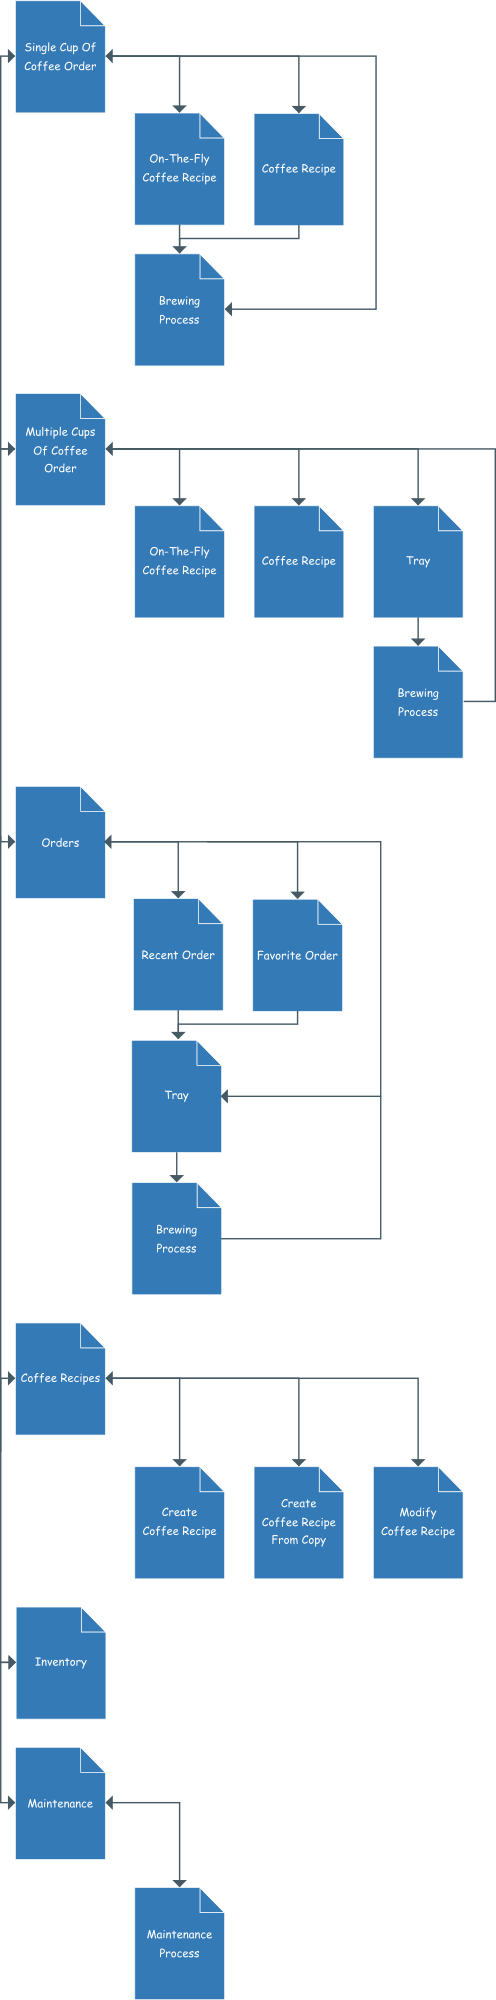 Single Cup Of
Coffee Order
On-The-Fly
Coffee Recipe
Coffee Recipe
Brewing
Process
Multiple Cups
Of Coffee
Order
On-The-Fly
Coffee Recipe
Coffee Recipe
Tray
Brewing
Process
Orders
Recent Order
Favorite Order
Tray
Brewing
Process
Coffee Recipes
Create
Coffee Recipe
Create
Coffee Recipe
From Copy
Modify
Coffee Recipe
Inventory
Maintenance
Maintenance
Process